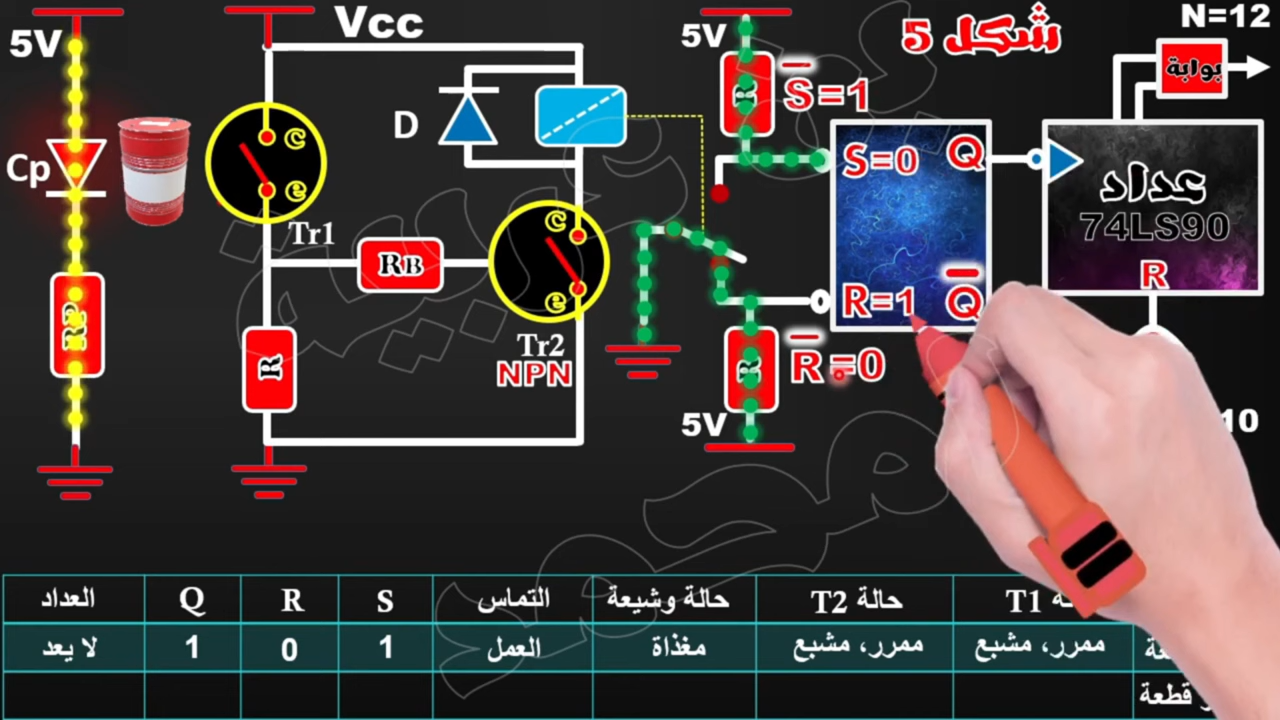 5V
Vcc
5V
شكل 5
N=12
بوابة
Cp
C
e
D
S=1
S=0
Q
عداد
74LS90
Tr1
RB
C
e
R
R=1
Q
R
R
Tr2
NPN
R
R=0
5V
10
العداد
Q
R
S
التماس
حالة وشيعة
حالة T2
T1
لا يعد
1
0
1
العمل
مغذاة
ممرر، مشبع
ممرر، مشبع
قطعة